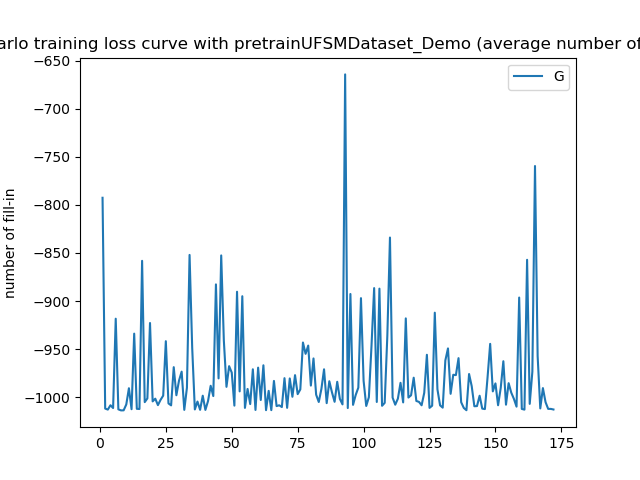 arlo training loss curve with pretrainUFSMDataset_Demo (average number of
G
number of fill-in
−650
−700
−750
−800
−850
−900
−950
−1000
0 25 50 75 100 125 150 175